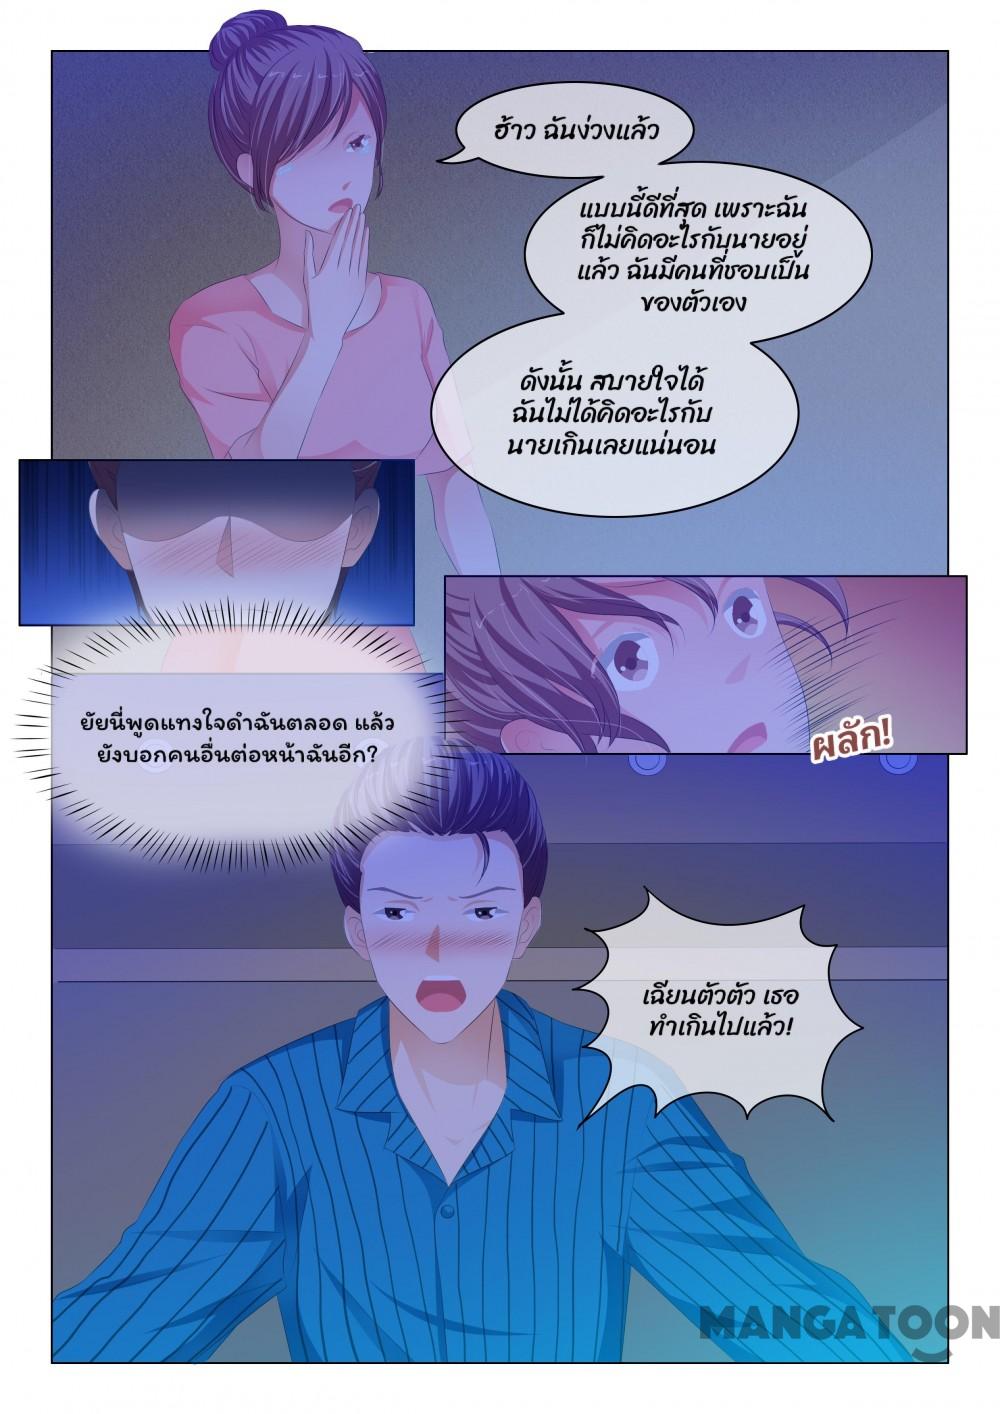 ฮ้าว ฉันง่วงแล้ว
แบบนี้ดีที่สุด เพราะฉัน
ก็ไม่คิดอะไรกับนายอยู่
แล้ว ฉันมีคนที่ชอบเป็น
ของตัวเอง
ดังนั้น สบายใจได้
ฉันไม่ได้คิดอะไรกับ
นายเกินเลยแน่นอน
ยัยนี่พูดแทงใจดำฉันตลอด แล้ว
ยังบอกคนอื่นต่อหน้าฉันอีก?
ผลัก!
เฉียนตัวตัว เธอ
ทำเกินไปแล้ว!
MANGATOON